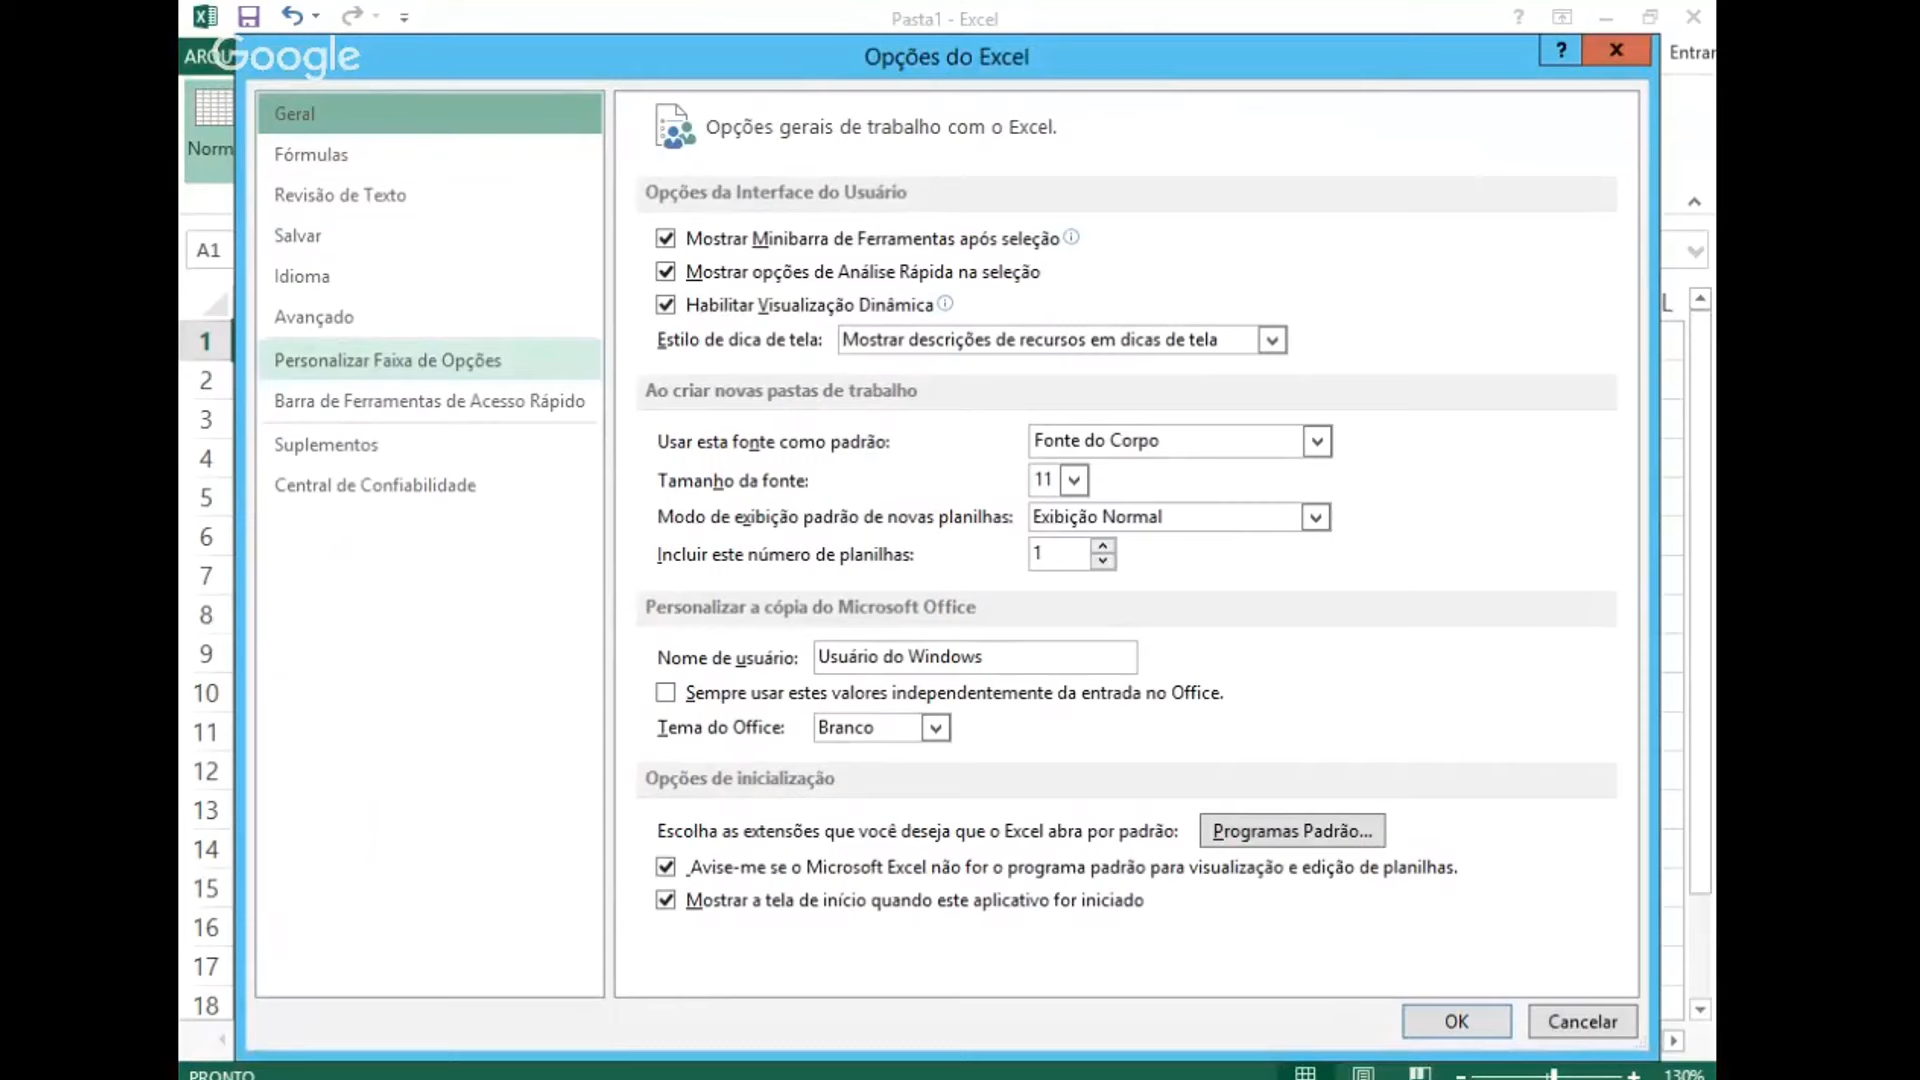 Pasta1 - Excel
?
Google
ARQU
Opções do Excel
?
Entrar
Norm
A1
L
1
2
3
4
5
6
7
8
9
10
11
12
13
14
15
16
17
18
Geral
Fórmulas
Revisão de Texto
Salvar
Idioma
Avançado
Personalizar Faixa de Opções
Barra de Ferramentas de Acesso Rápido
Suplementos
Central de Confiabilidade
Opções gerais de trabalho com o Excel.
Opções da Interface do Usuário
Mostrar Minibarra de Ferramentas após seleção
Mostrar opções de Análise Rápida na seleção
Habilitar Visualização Dinâmica
Estilo de dica de tela: Mostrar descrições de recursos em dicas de tela
Ao criar novas pastas de trabalho
Usar esta fonte como padrão: Fonte do Corpo
Tamanho da fonte: 11
Modo de exibição padrão de novas planilhas: Exibição Normal
Incluir este número de planilhas: 1
Personalizar a cópia do Microsoft Office
Nome de usuário: Usuário do Windows
Sempre usar estes valores independentemente da entrada no Office.
Tema do Office: Branco
Opções de inicialização
Escolha as extensões que você deseja que o Excel abra por padrão: Programas Padrão...
Avise-me se o Microsoft Excel não for o programa padrão para visualização e edição de planilhas.
Mostrar a tela de início quando este aplicativo for iniciado
OK Cancelar
PRONTO
130%